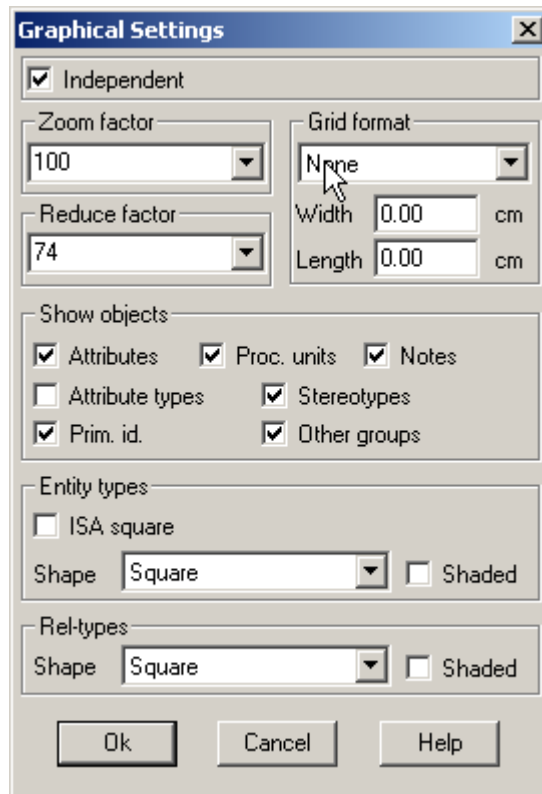 Graphical Settings
Independent
Zoom factor
100
Grid format
None
Width 0.00 cm
Length 0.00 cm
Reduce factor
74
Show objects
Attributes Proc. units Notes
Attribute types Stereotypes
Prim. id. Other groups
Entity types
ISA square
Shape Square Shaded
Rel-types
Shape Square Shaded
Ok Cancel Help